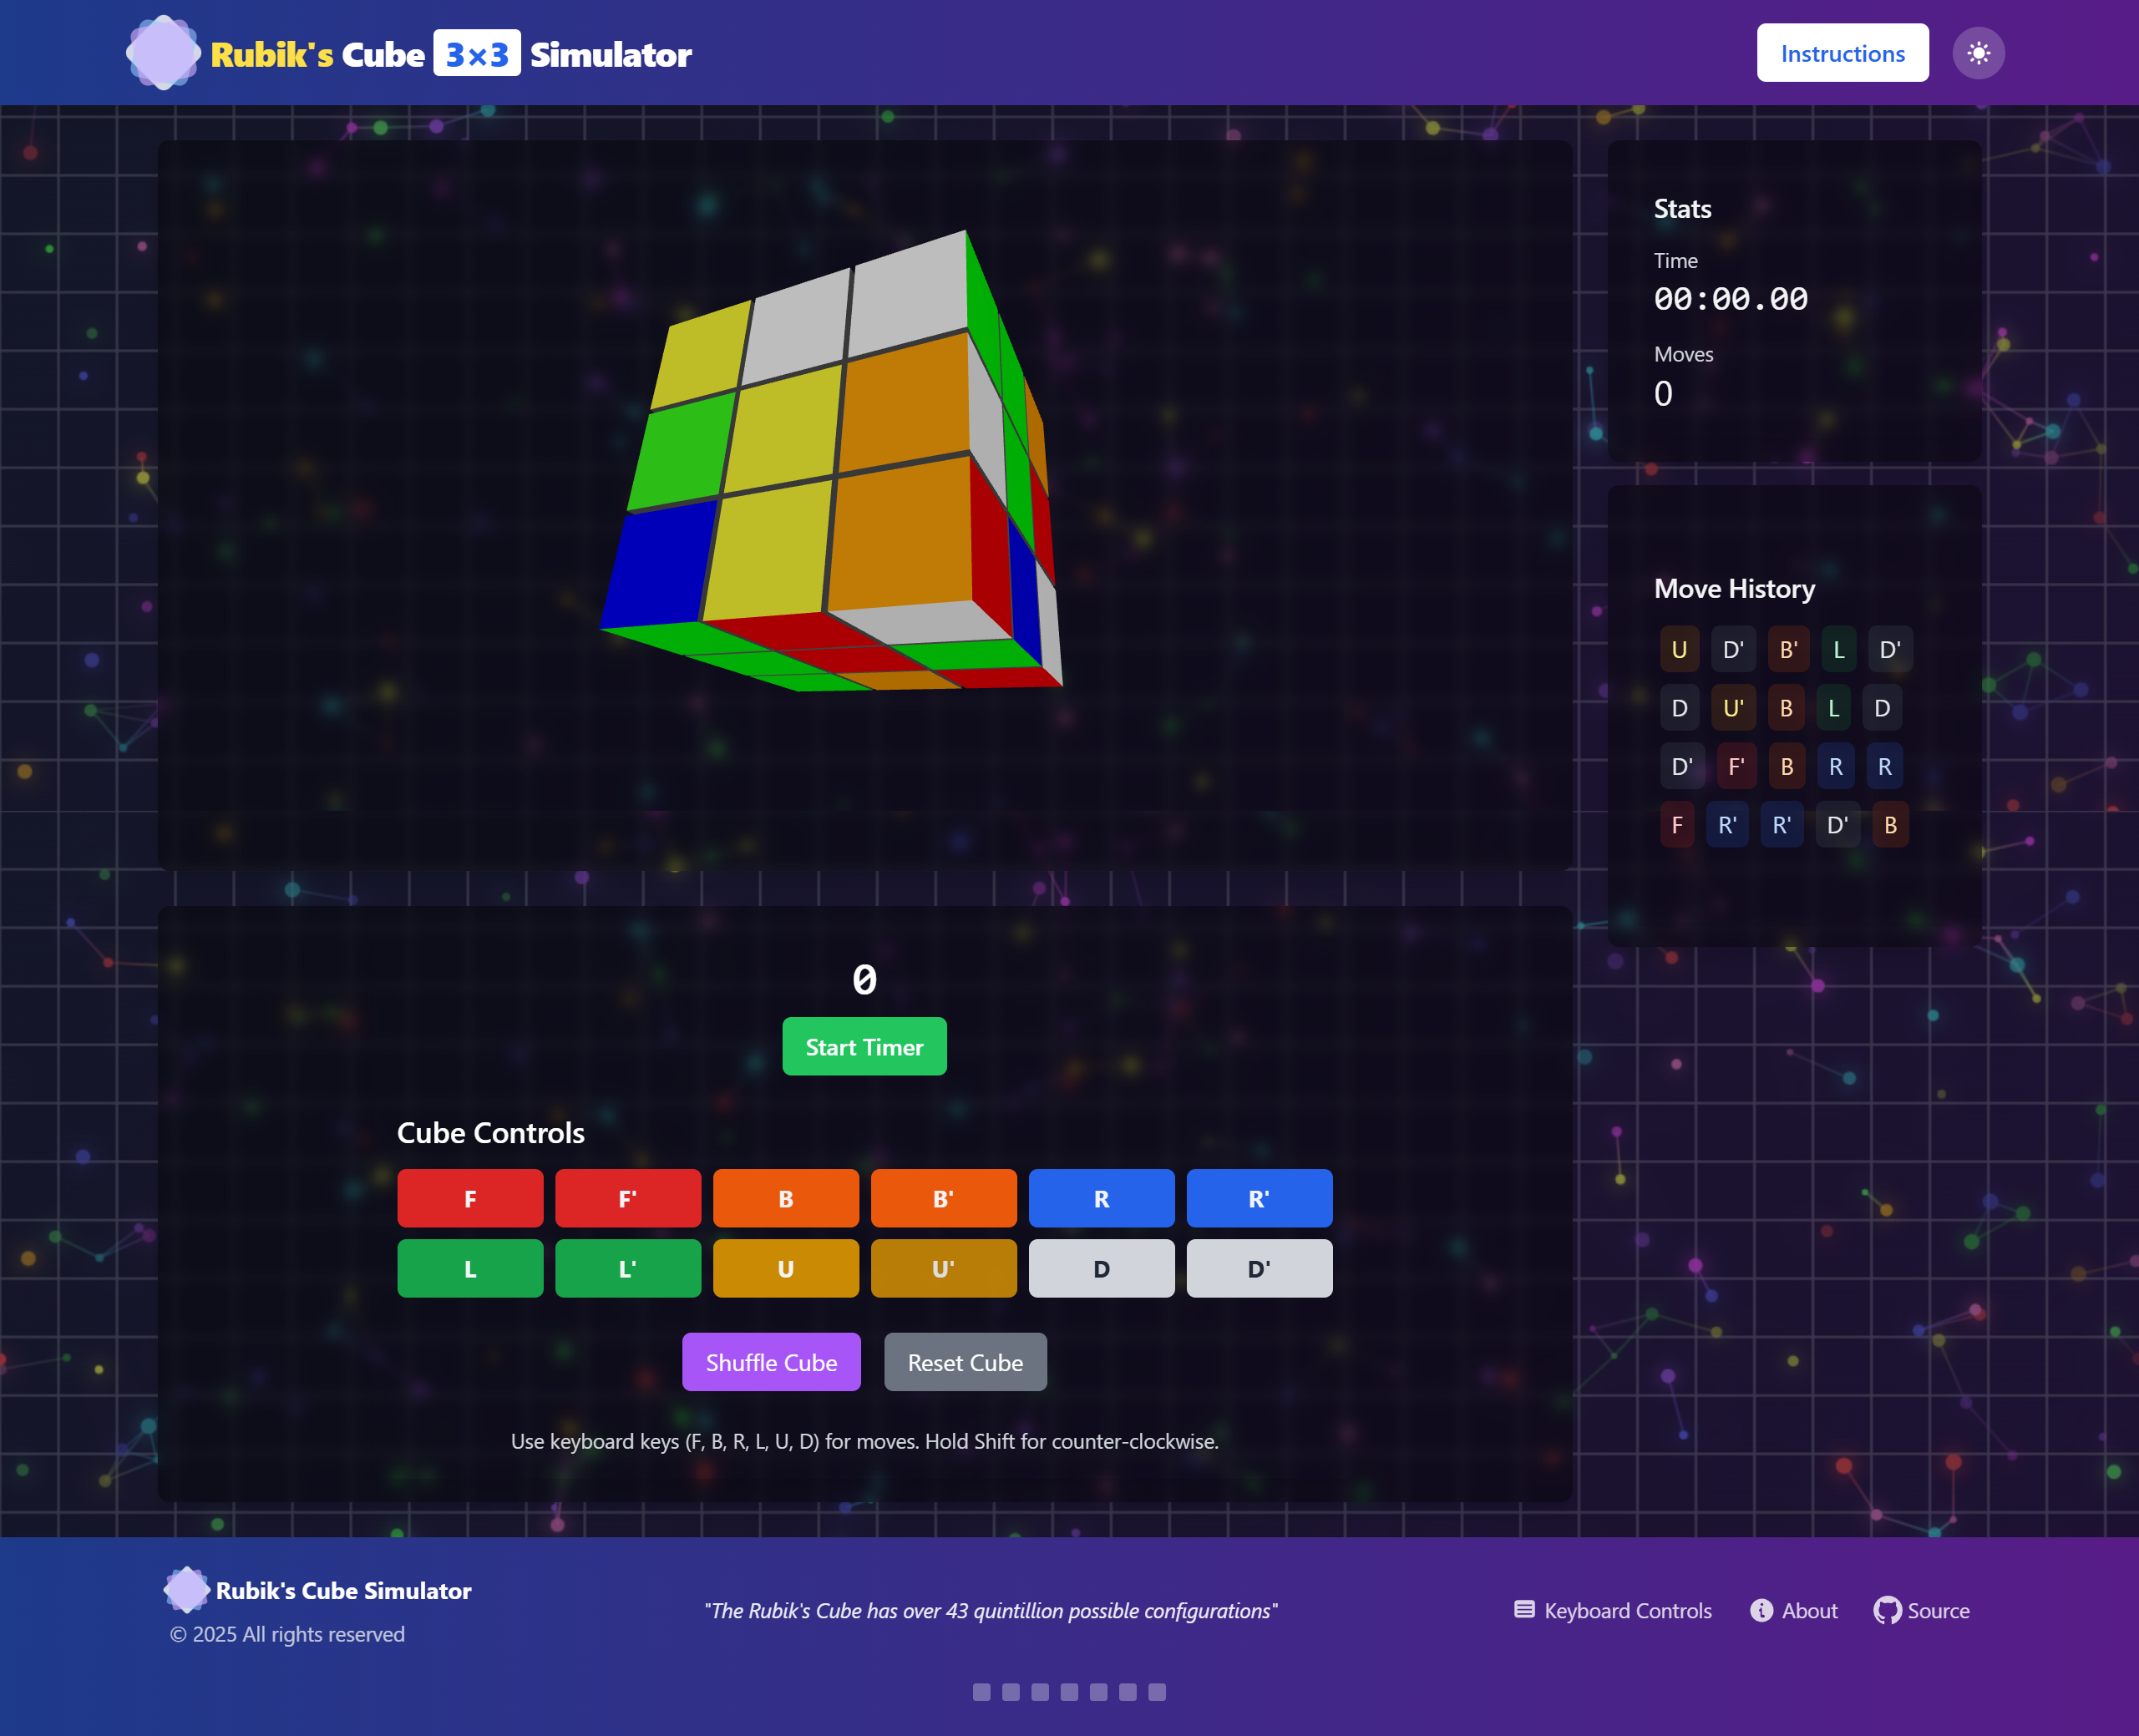 Rubik's Cube 3×3 Simulator
Instructions
Stats
Time
00:00.00
Moves
0
Move History
U D' B' L D'
D U' B L D
D' F' B R R
F R' R' D' B
0
Start Timer
Cube Controls
F F' B B' R R'
L L' U U' D D'
Shuffle Cube Reset Cube
Use keyboard keys (F, B, R, L, U, D) for moves. Hold Shift for counter-clockwise.
Rubik's Cube Simulator
© 2025 All rights reserved
"The Rubik's Cube has over 43 quintillion possible configurations"
Keyboard Controls About Source